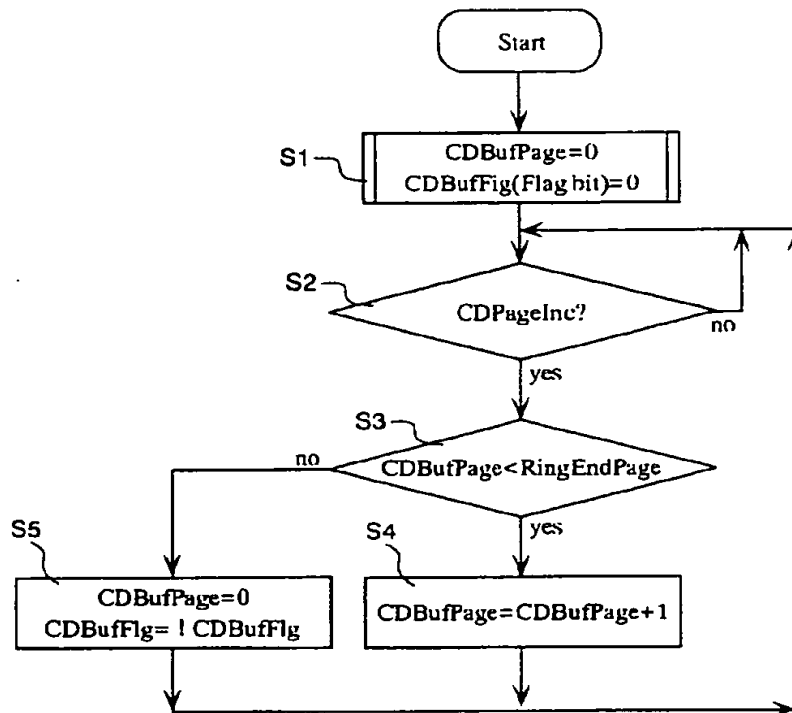 Start
S1
CDBufPage=0
CDBufFig(Flag bit)=0
S2
CDPageInc?
no
yes
S3
CDBufPage<RingEndPage
no
yes
S5
CDBufPage=0
CDBufFlg= ! CDBufFlg
S4
CDBufPage=CDBufPage+1